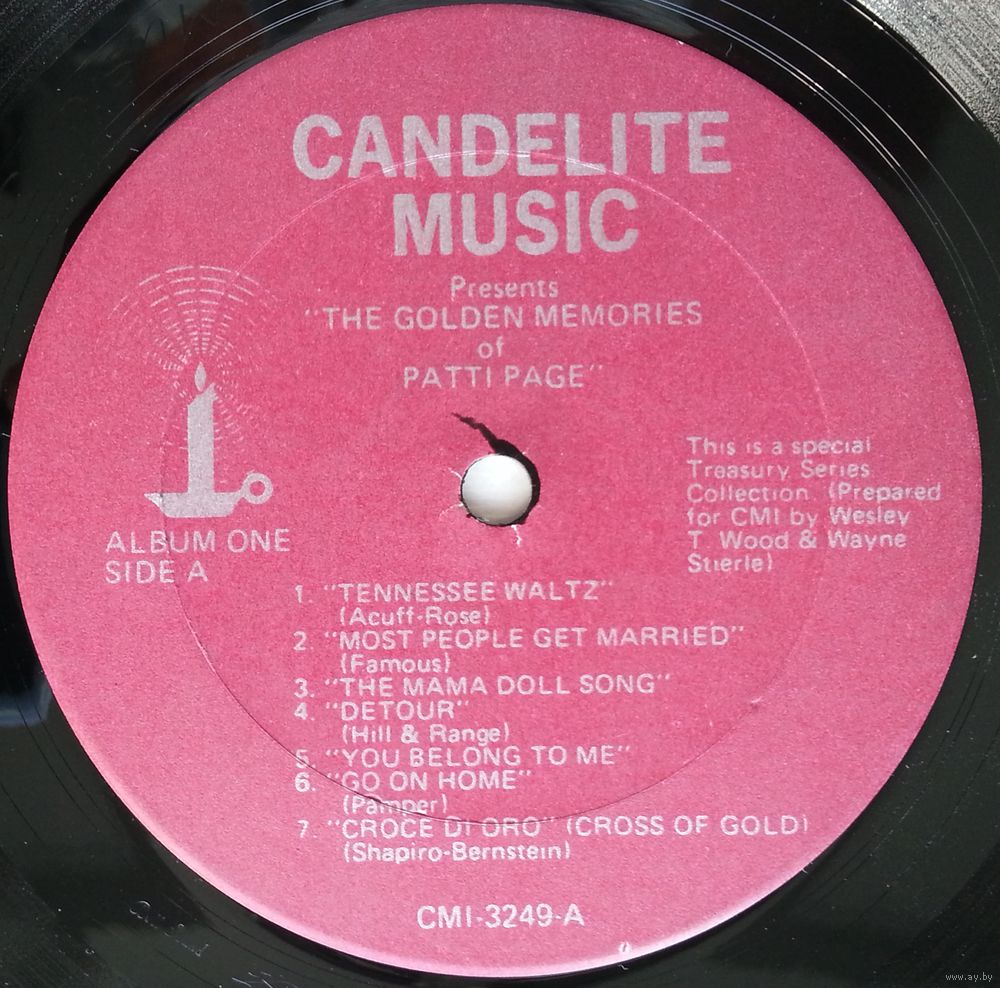 CANDELITE
MUSIC
Presents
"THE GOLDEN MEMORIES
of
PATTI PAGE"
This is a special
Treasury Series
Collection. (Prepared
for CMI by Wesley
T. Wood & Wayne
Stierle)
ALBUM ONE
SIDE A
1. "TENNESSEE WALTZ"
(Acuff-Rose)
2. "MOST PEOPLE GET MARRIED"
(Famous)
3. "THE MAMA DOLL SONG"
4. "DETOUR"
(Hill & Range)
5. "YOU BELONG TO ME"
6. "GO ON HOME"
(Pamper)
7. "CROCE DI ORO" (CROSS OF GOLD)
(Shapiro-Bernstein)
CMI-3249-A
www.ay.by